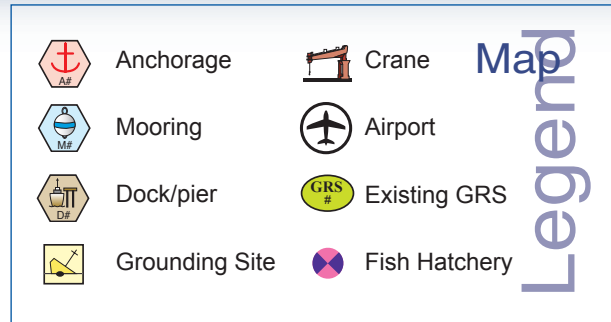 Map
Legend
A# Anchorage
Crane
M# Mooring
Airport
D# Dock/pier
GRS
#
Existing GRS
Grounding Site
Fish Hatchery